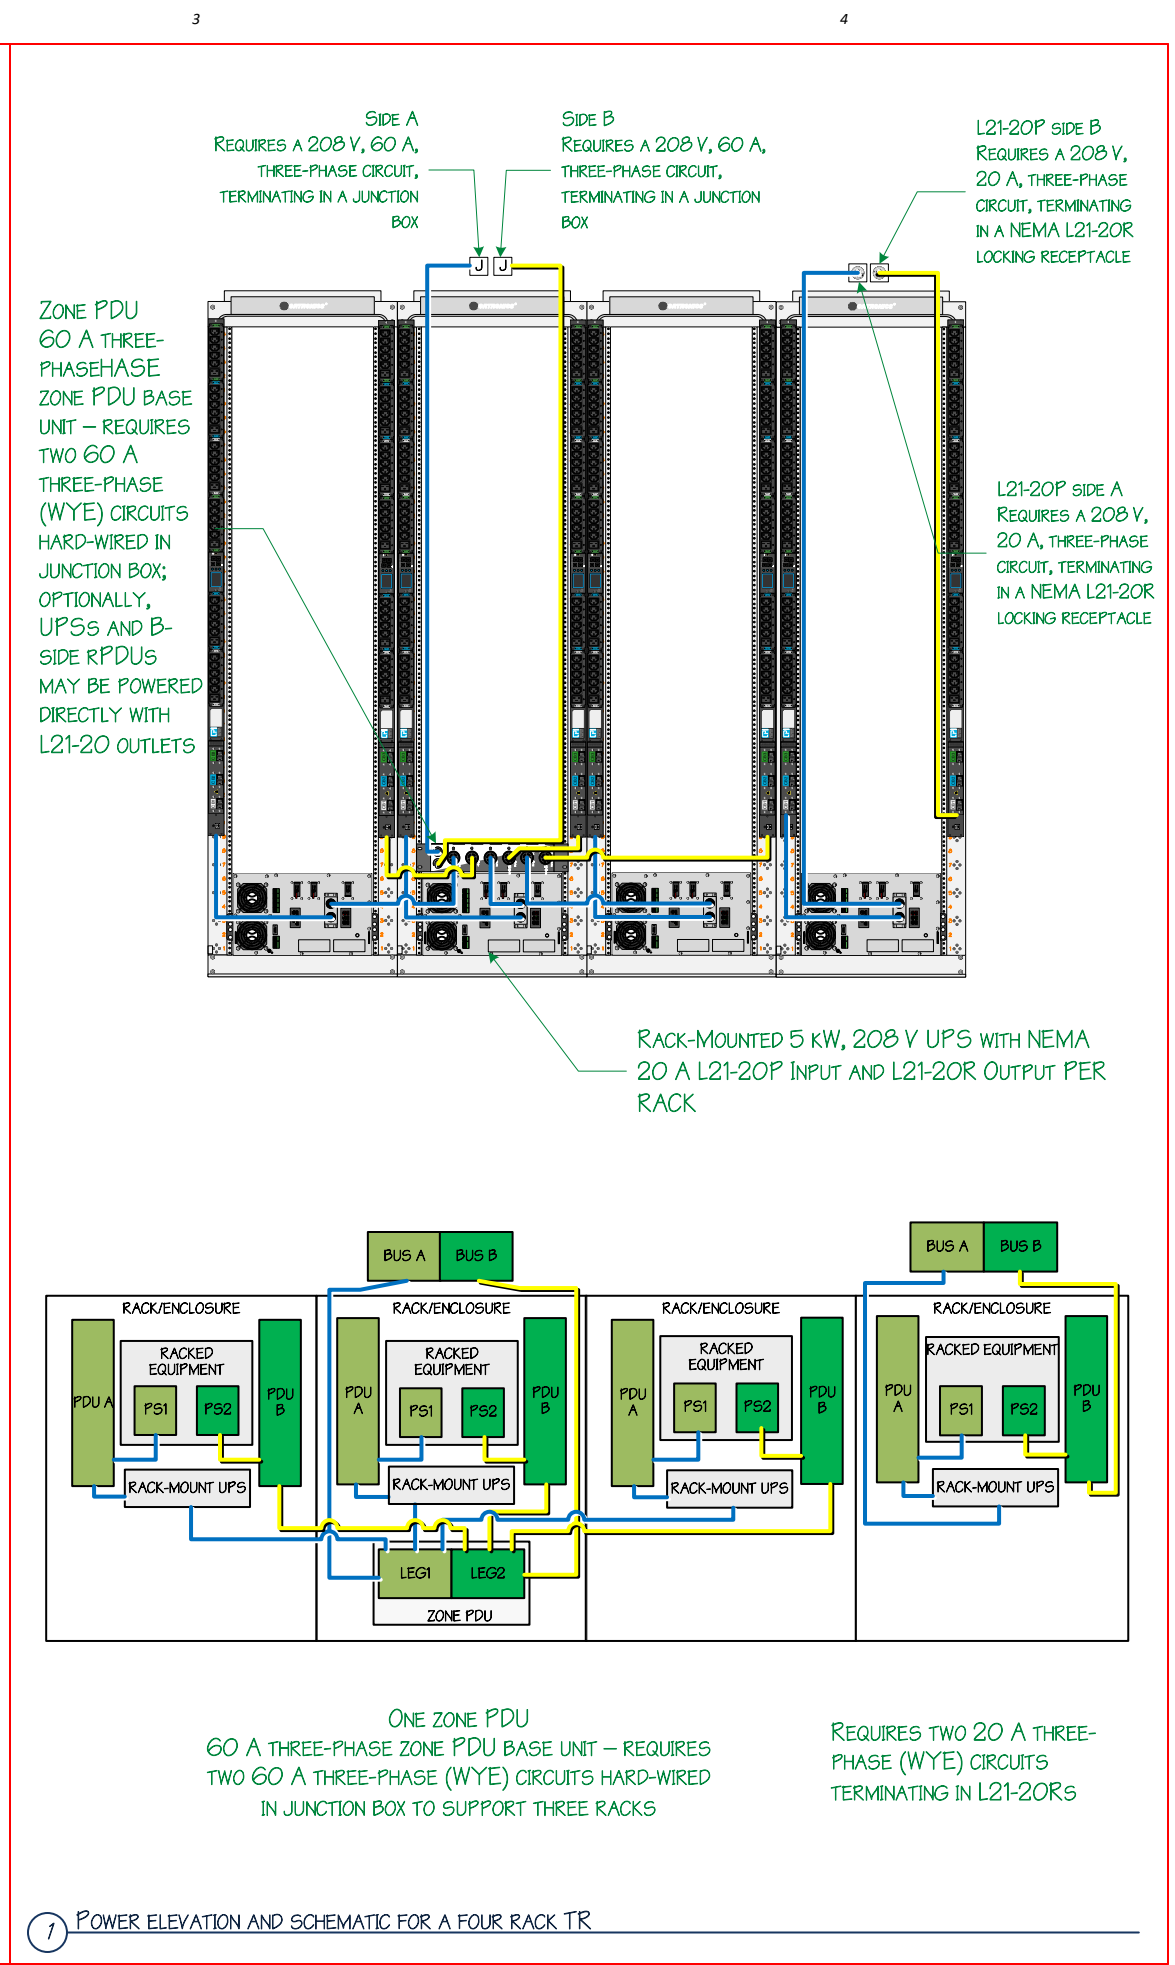 3
4
Side A
Requires a 208 V, 60 A,
three-phase circuit,
terminating in a junction
box
Side B
Requires a 208 V, 60 A,
three-phase circuit,
terminating in a junction
box
L21-20P side B
Requires a 208 V,
20 A, three-phase
circuit, terminating
in a NEMA L21-20R
locking receptacle
J
J
Zone PDU
60 A three-
phaseHASE
zone PDU base
unit – requires
two 60 A
three-phase
(WYE) circuits
hard-wired in
junction box;
optionally,
UPSs and B-
side rPDUs
may be powered
directly with
L21-20 outlets
L21-20P side A
Requires a 208 V,
20 A, three-phase
circuit, terminating
in a NEMA L21-20R
locking receptacle
Rack-Mounted 5 kW, 208 V UPS with NEMA
20 A L21-20P Input and L21-20R Output PER
RACK
BUS A
BUS B
BUS A
BUS B
RACK/ENCLOSURE
RACK/ENCLOSURE
RACK/ENCLOSURE
RACK/ENCLOSURE
PDU A
RACKED
EQUIPMENT
PS1
PS2
PDU
B
RACK-MOUNT UPS
PDU
A
RACKED
EQUIPMENT
PS1
PS2
PDU
B
RACK-MOUNT UPS
PDU
A
RACKED
EQUIPMENT
PS1
PS2
PDU
B
RACK-MOUNT UPS
PDU
A
RACKED EQUIPMENT
PS1
PS2
PDU
B
RACK-MOUNT UPS
LEG1
LEG2
ZONE PDU
One zone PDU
60 A three-phase zone PDU base unit – requires
two 60 A three-phase (WYE) circuits hard-wired
in junction box to support three racks
Requires two 20 A three-
phase (WYE) circuits
terminating in L21-20Rs
1
Power elevation and schematic for a four rack TR